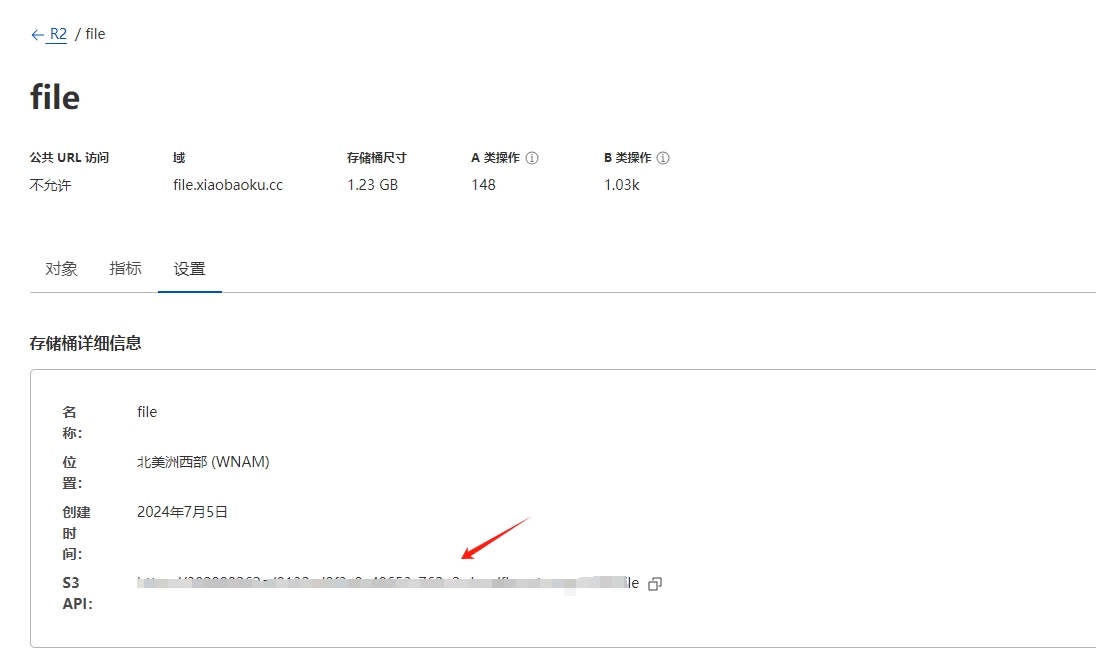 R2 / file
file
公共 URL 访问 域 存储桶尺寸 A 类操作 B 类操作
不允许 file.xiaobaoku.cc 1.23 GB 148 1.03k
对象 指标 设置
存储桶详细信息
名
称: file
位
置: 北美洲西部 (WNAM)
创建
时
间: 2024年7月5日
S3
API: